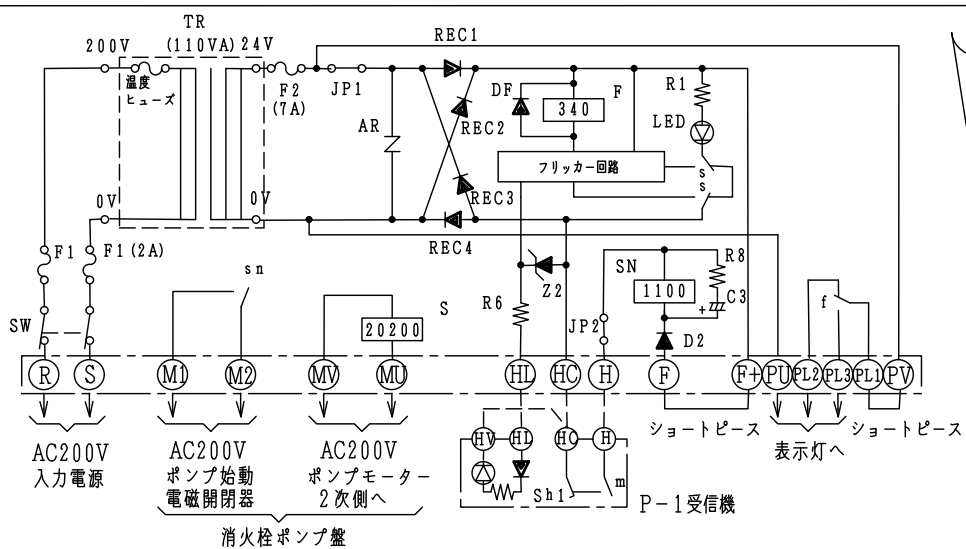 TR
200V (110VA) 24V
REC1
温度
ヒューズ
F2
(7A)
JP1
AR
REC2
DF
340
F
R1
LED
フリッカー回路
s
s
REC3
REC4
0V
0V
F1
F1(2A)
sn
S
Z2
R6
SN
1100
R8
C3
+
JP2
D2
f
SW
20200
R
S
M1
M2
MV
MU
HL
HC
H
F
F+
PU
PL2
PL3
PL1
PV
AC200V
入力電源
AC200V
ポンプ始動
電磁開閉器
AC200V
ポンプモーター
2次側へ
消火栓ポンプ盤
HV
HL
HC
H
Sh1
m
P-1受信機
ショートピース
表示灯へ
ショートピース